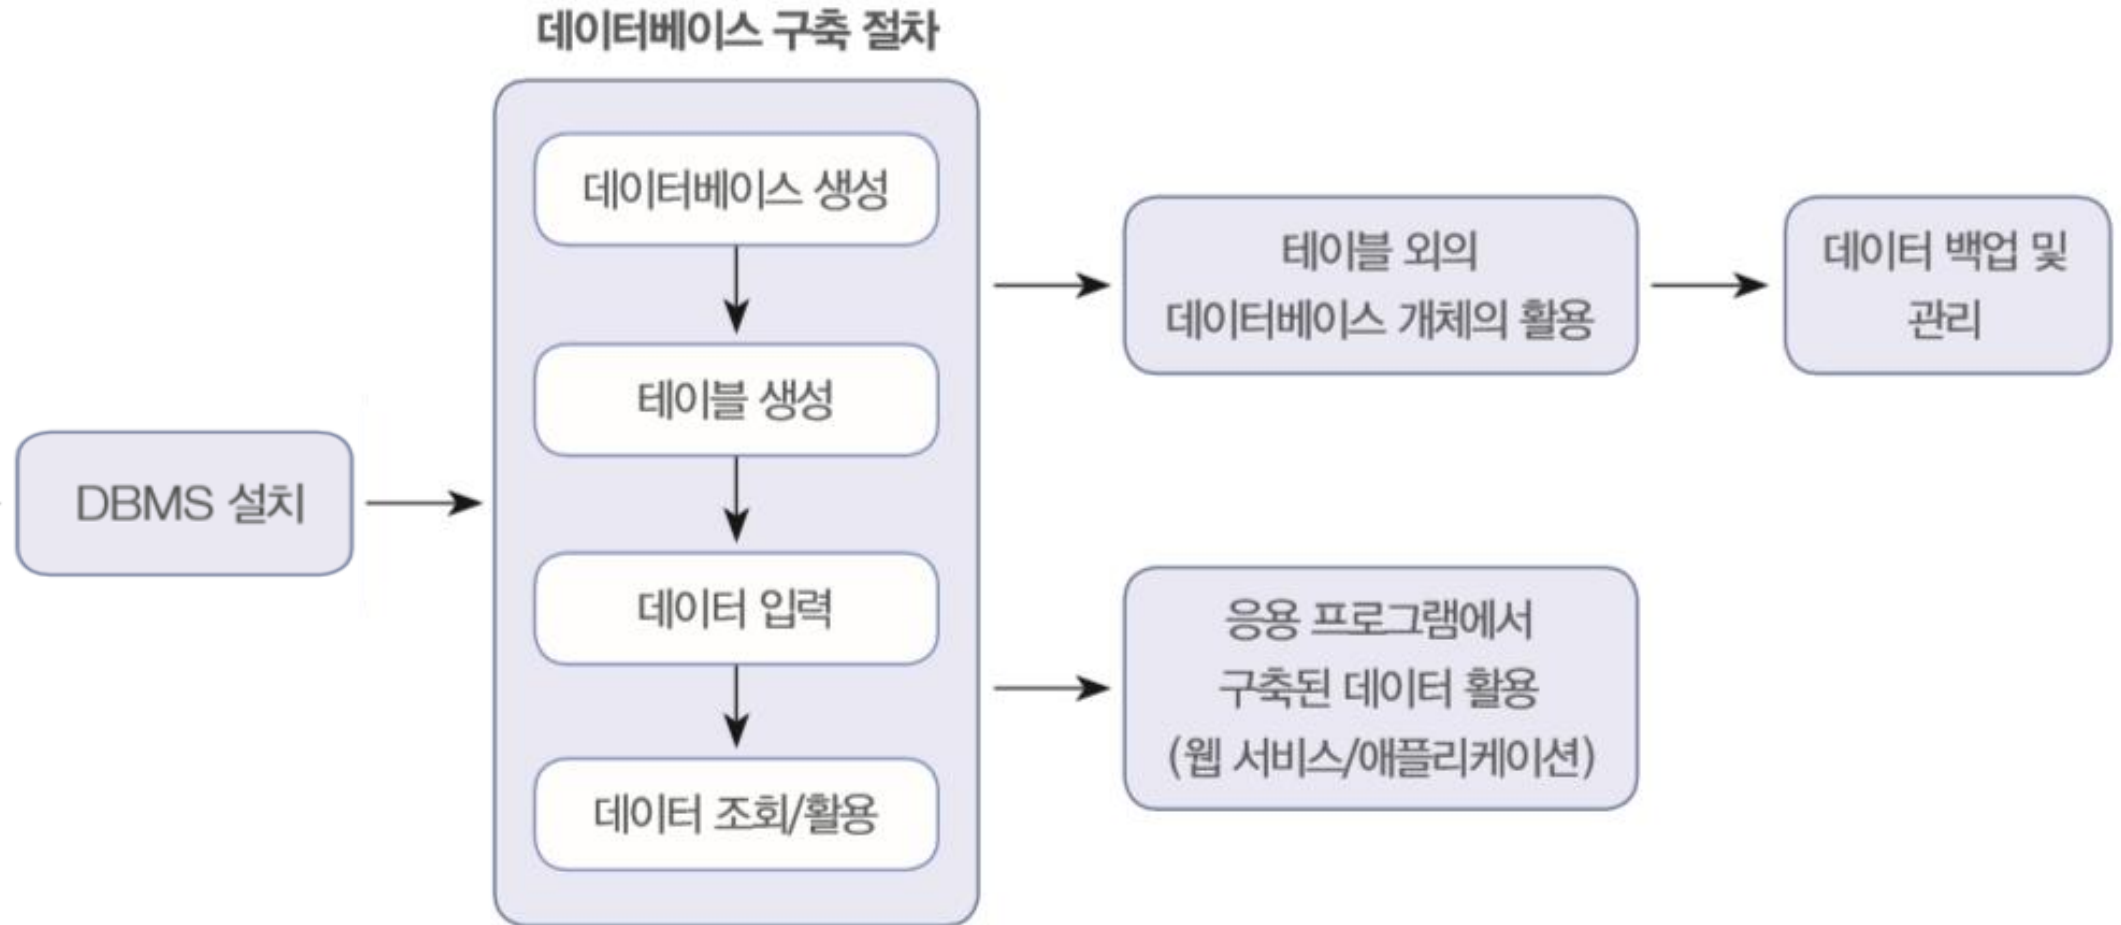 데이터베이스 구축 절차
DBMS 설치
데이터베이스 생성
테이블 생성
데이터 입력
데이터 조회/활용
테이블 외의
데이터베이스 개체의 활용
데이터 백업 및
관리
응용 프로그램에서
구축된 데이터 활용
(웹 서비스/애플리케이션)